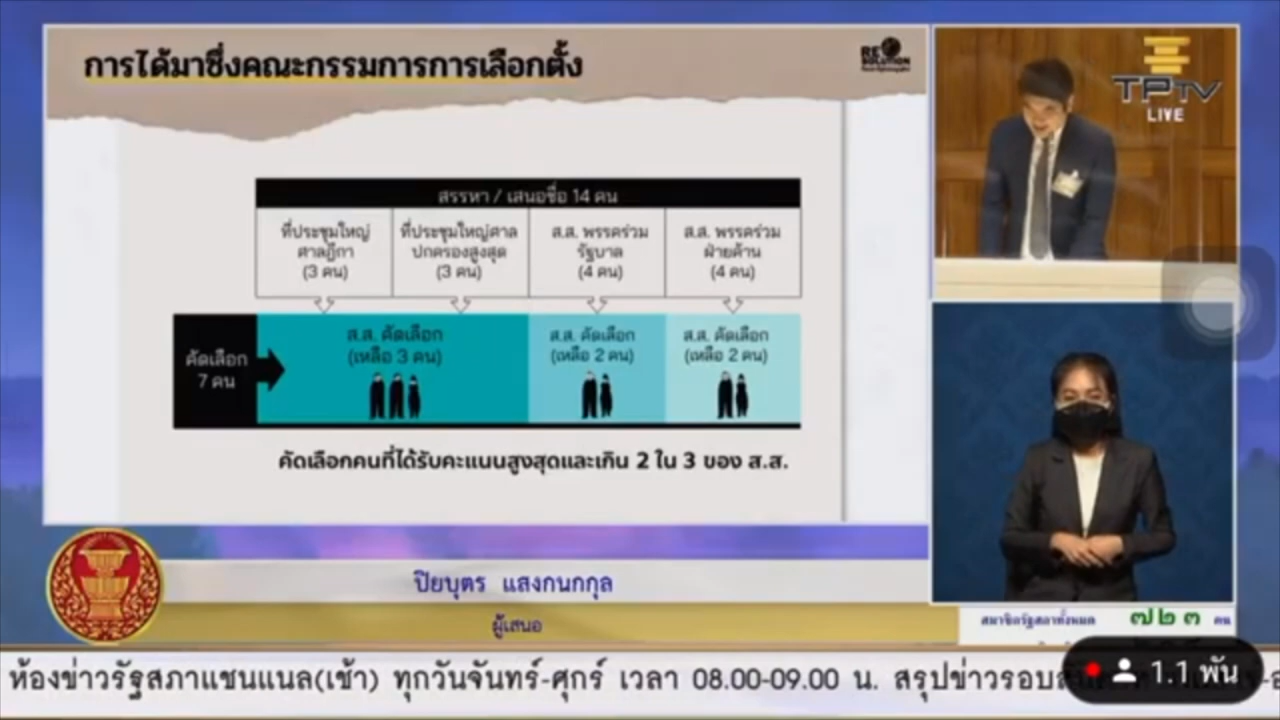 การได้มาซึ่งคณะกรรมการการเลือกตั้ง
RE
SOLUTION
TPTV
LIVE
สรรหา / เสนอชื่อ 14 คน
ที่ประชุมใหญ่
ศาลฎีกา
(3 คน)
ที่ประชุมใหญ่ศาล
ปกครองสูงสุด
(3 คน)
ส.ส. พรรคร่วม
รัฐบาล
(4 คน)
ส.ส. พรรคร่วม
ฝ่ายค้าน
(4 คน)
คัดเลือก
7 คน
ส.ส. คัดเลือก
(เหลือ 3 คน)
ส.ส. คัดเลือก
(เหลือ 2 คน)
ส.ส. คัดเลือก
(เหลือ 2 คน)
คัดเลือกคนที่ได้รับคะแนนสูงสุดและเกิน 2 ใน 3 ของ ส.ส.
ปิยบุตร แสงกนกกุล
ผู้เสนอ
สมาชิกรัฐสภาทั้งหมด ๗๒๓ คน
ห้องข่าวรัฐสภาแชนแนล(เช้า) ทุกวันจันทร์-ศุกร์ เวลา 08.00-09.00 น. สรุปข่าวรอบ
1.1 พัน